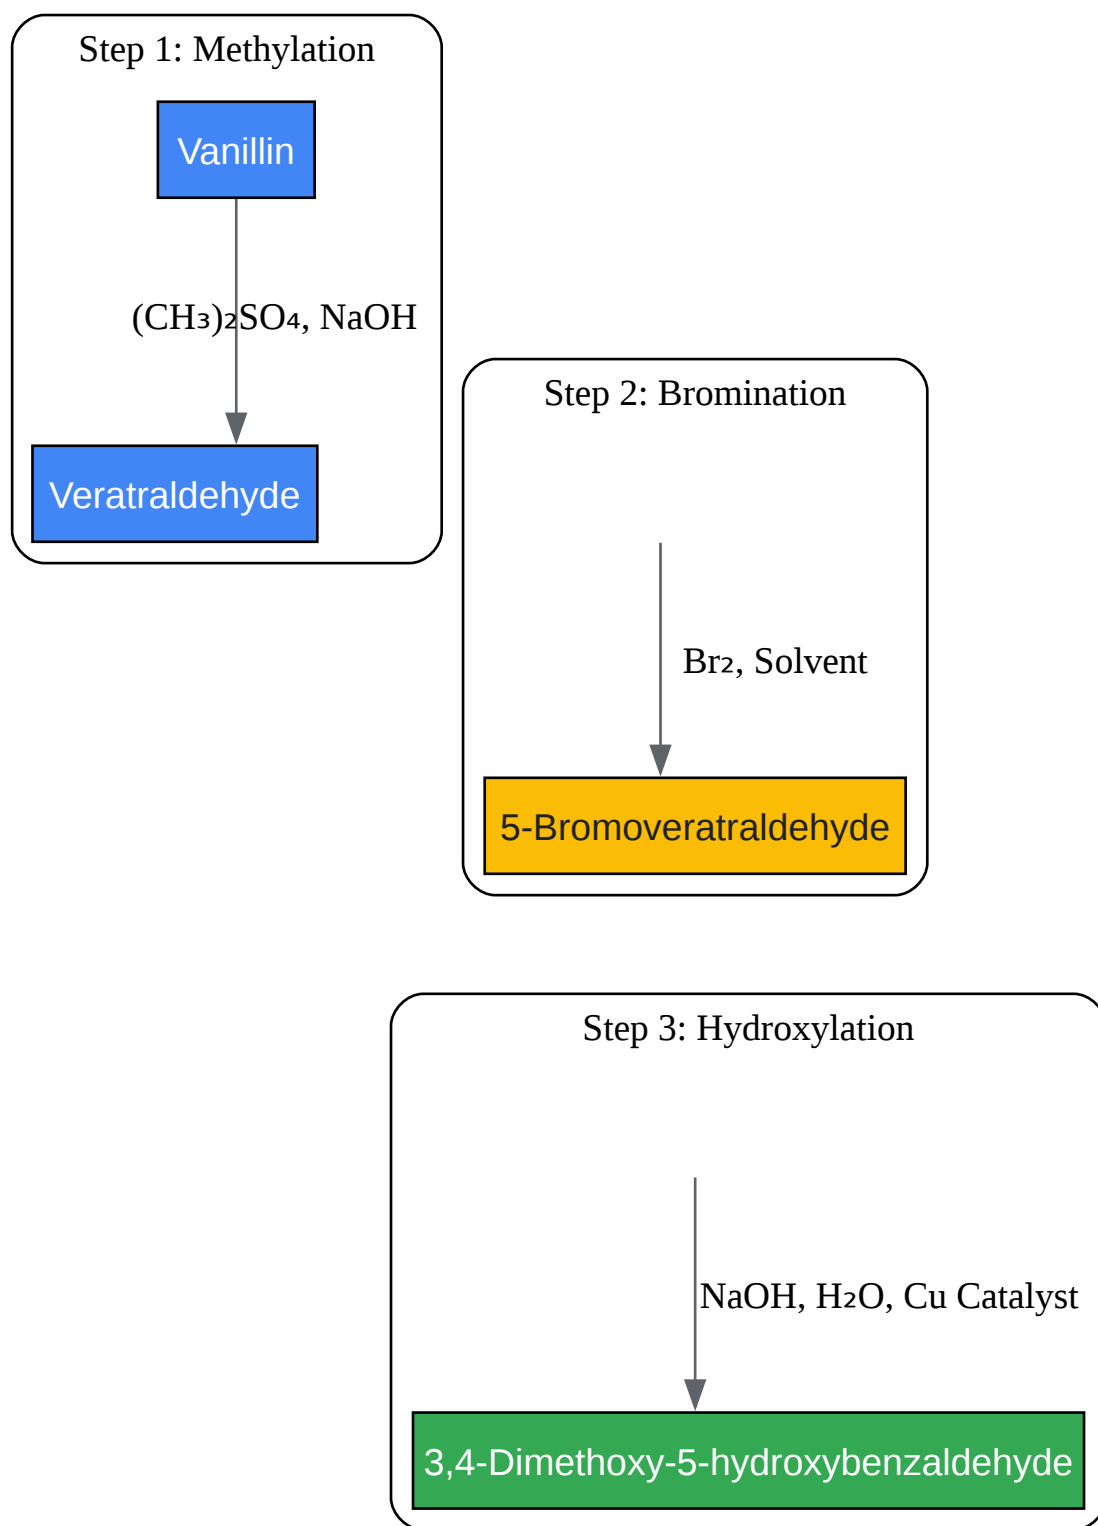 Step 1: Methylation
Vanillin
(CH₃)₂SO₄, NaOH
Veratraldehyde
Step 2: Bromination
Br₂, Solvent
5-Bromoveratraldehyde
Step 3: Hydroxylation
NaOH, H₂O, Cu Catalyst
3,4-Dimethoxy-5-hydroxybenzaldehyde